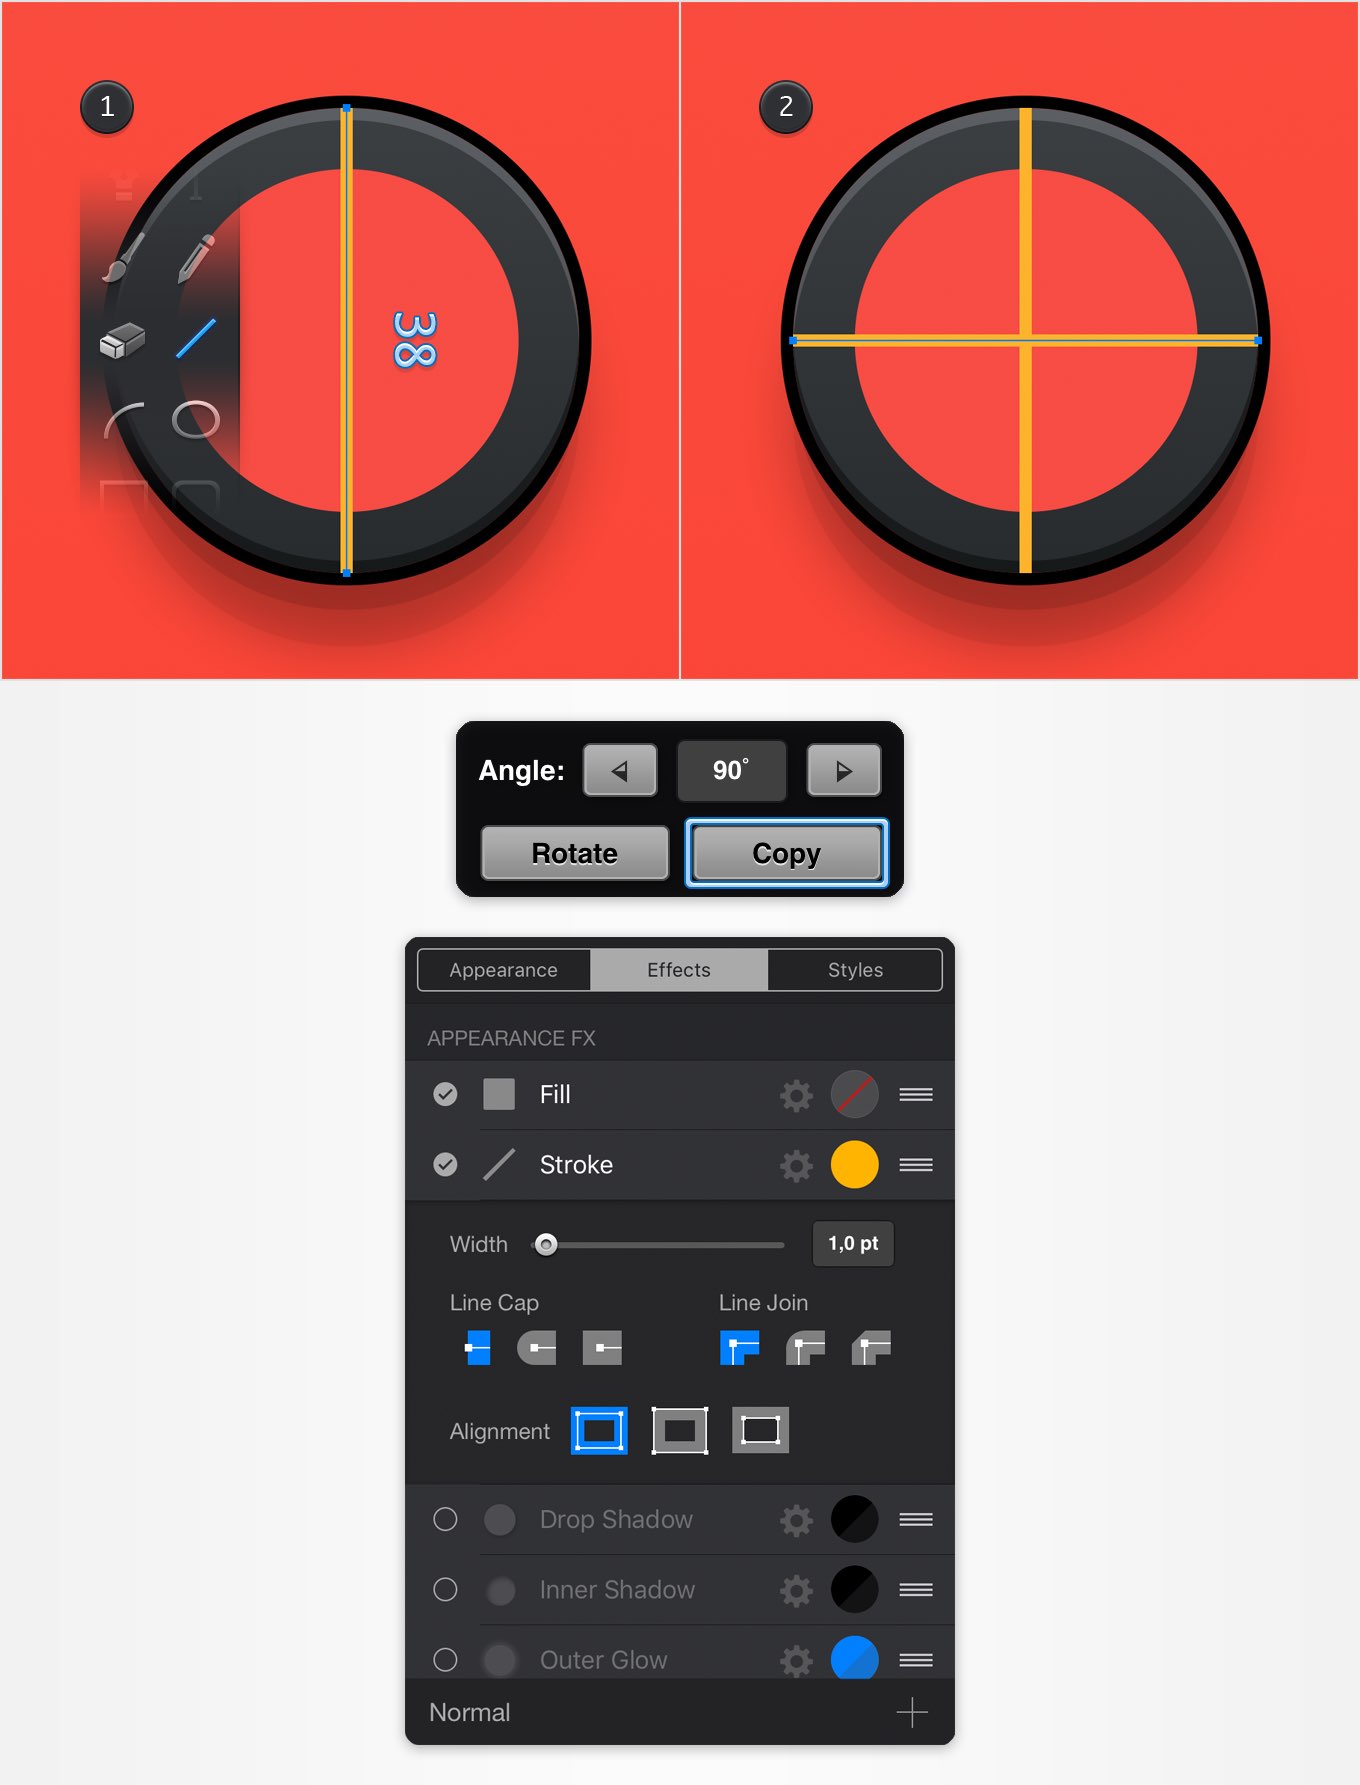 1
2
38
Angle: 90°
Rotate Copy
Appearance Effects Styles
APPEARANCE FX
Fill
Stroke
Width 1,0 pt
Line Cap Line Join
Alignment
Drop Shadow
Inner Shadow
Outer Glow
Normal